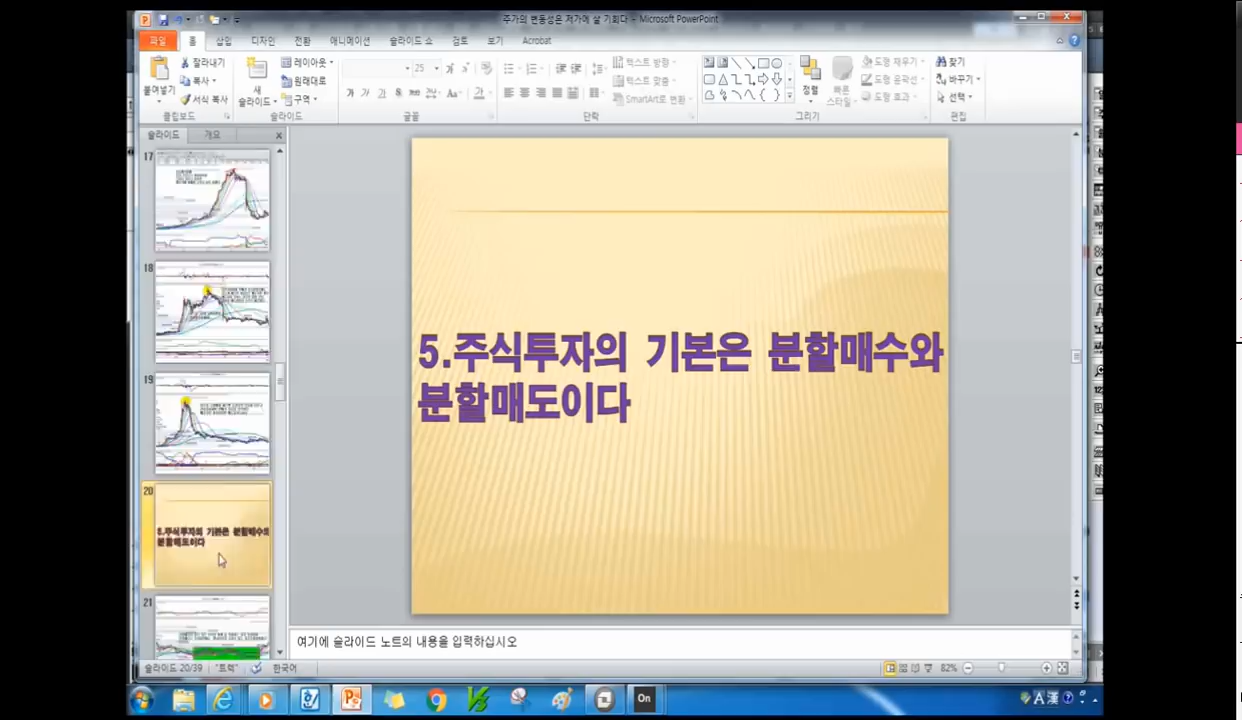 주가의 변동성은 저가에 살 기회다 - Microsoft PowerPoint
파일 홈 삽입 디자인 전환 애니메이션 슬라이드 쇼 검토 보기 Acrobat
붙여넣기
잘라내기
복사
서식 복사
클립보드
새
슬라이드
레이아웃
원래대로
구역
슬라이드
25
가 가 가 S 가나
Aa
가
글꼴
텍스트 방향
텍스트 맞춤
SmartArt로 변환
단락
정렬
빠른
스타일
도형 채우기
도형 윤곽선
도형 효과
그리기
찾기
바꾸기
선택
편집
슬라이드 개요
17
18
19
20
5.주식투자의 기본은 분할매수와
분할매도이다
21
5.주식투자의 기본은 분할매수와
분할매도이다
여기에 슬라이드 노트의 내용을 입력하십시오
슬라이드 20/39 "트랙" 한국어
82%
On
A 漢